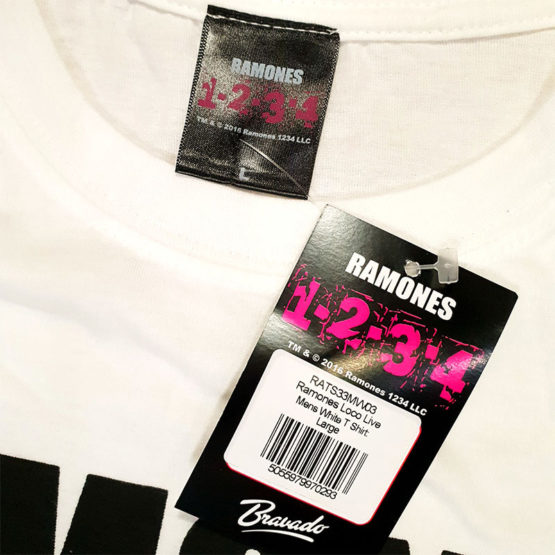 RAMONES
1-2-3-4
TM & © 2016 Ramones 1234 LLC
L
RAMONES
1-2-3-4
TM & © 2016 Ramones 1234 LLC
RATS33MW03
Ramones Loco Live
Mens White T Shirt:
Large
5055979970293
Bravado